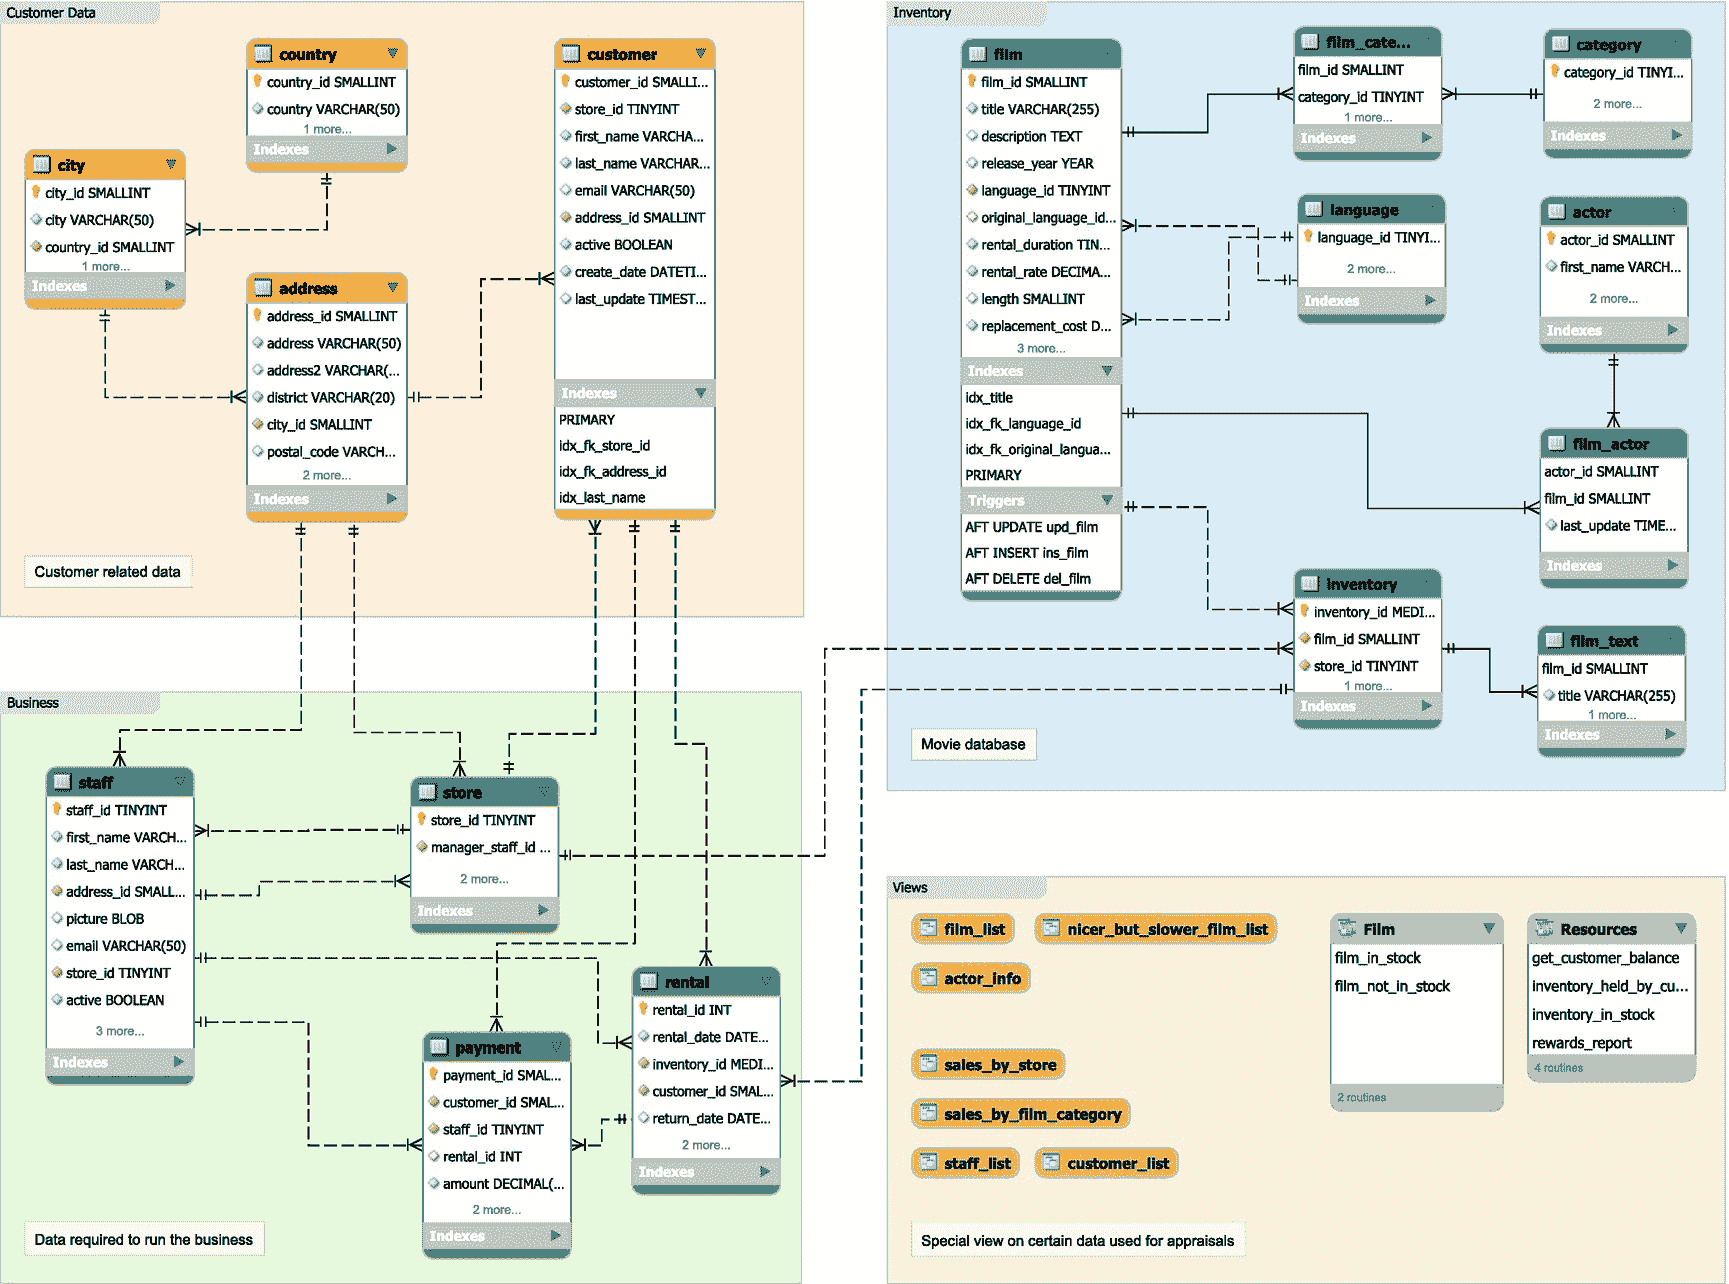 Customer Data
country
country_id SMALLINT
country VARCHAR(50)
1 more...
Indexes
city
city_id SMALLINT
city VARCHAR(50)
country_id SMALLINT
1 more...
Indexes
address
address_id SMALLINT
address VARCHAR(50)
address2 VARCHAR(...
district VARCHAR(20)
city_id SMALLINT
postal_code VARCH...
2 more...
Indexes
customer
customer_id SMALLI...
store_id TINYINT
first_name VARCHA...
last_name VARCHAR...
email VARCHAR(50)
address_id SMALLINT
active BOOLEAN
create_date DATETI...
last_update TIMEST...
Indexes
PRIMARY
idx_fk_store_id
idx_fk_address_id
idx_last_name
Customer related data
Inventory
film
film_id SMALLINT
title VARCHAR(255)
description TEXT
release_year YEAR
language_id TINYINT
original_language_id...
rental_duration TIN...
rental_rate DECIMA...
length SMALLINT
replacement_cost D...
3 more...
Indexes
idx_title
idx_fk_language_id
idx_fk_original_langua...
PRIMARY
Triggers
AFT UPDATE upd_film
AFT INSERT ins_film
AFT DELETE del_film
film_cate...
film_id SMALLINT
category_id TINYINT
1 more...
Indexes
category
category_id TINYI...
2 more...
Indexes
language
language_id TINYI...
2 more...
Indexes
actor
actor_id SMALLINT
first_name VARCH...
2 more...
Indexes
film_actor
actor_id SMALLINT
film_id SMALLINT
last_update TIME...
Indexes
inventory
inventory_id MEDI...
film_id SMALLINT
store_id TINYINT
1 more...
Indexes
film_text
film_id SMALLINT
title VARCHAR(255)
1 more...
Indexes
Movie database
Business
staff
staff_id TINYINT
first_name VARCH...
last_name VARCH...
address_id SMALL...
picture BLOB
email VARCHAR(50)
store_id TINYINT
active BOOLEAN
3 more...
Indexes
store
store_id TINYINT
manager_staff_id ...
2 more...
Indexes
payment
payment_id SMAL...
customer_id SMAL...
staff_id TINYINT
rental_id INT
amount DECIMAL(...
2 more...
Indexes
rental
rental_id INT
rental_date DATE...
inventory_id MEDI...
customer_id SMAL...
return_date DATE...
2 more...
Indexes
Data required to run the business
Views
film_list
nicer_but_slower_film_list
actor_info
sales_by_store
sales_by_film_category
staff_list
customer_list
Film
film_in_stock
film_not_in_stock
2 routines
Resources
get_customer_balance
inventory_held_by_cu...
inventory_in_stock
rewards_report
4 routines
Special view on certain data used for appraisals